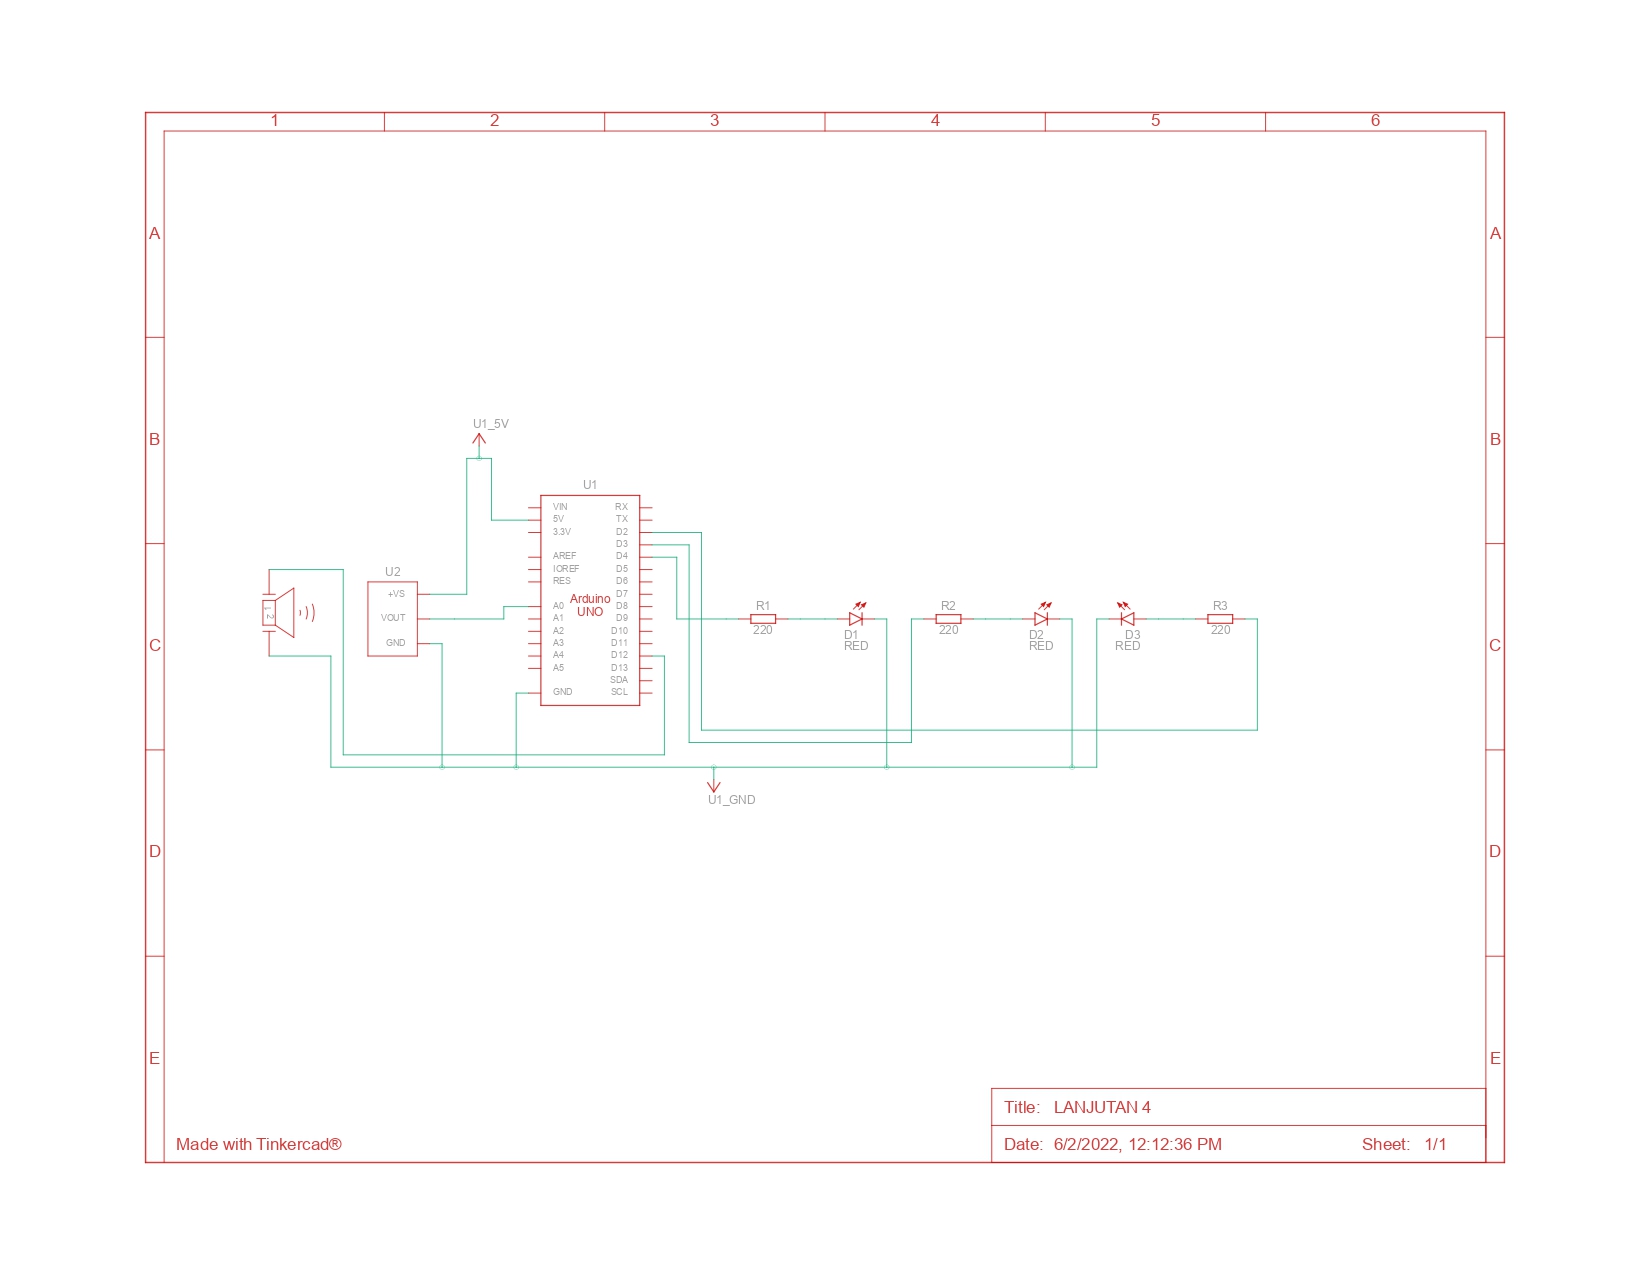 1 2 3 4 5 6
A A
B B
C C
D D
E E
U1_5V
U1
VIN RX
5V TX
3.3V D2
D3
AREF D4
IOREF D5
RES D6
D7
A0 D8
A1 D9
A2 D10
A3 D11
A4 D12
A5 D13
SDA
GND SCL
Arduino
UNO
U2
+VS
VOUT
GND
1 2
R1
220
D1
RED
R2
220
D2
RED
D3
RED
R3
220
U1_GND
Title: LANJUTAN 4
Date: 6/2/2022, 12:12:36 PM Sheet: 1/1
Made with Tinkercad®